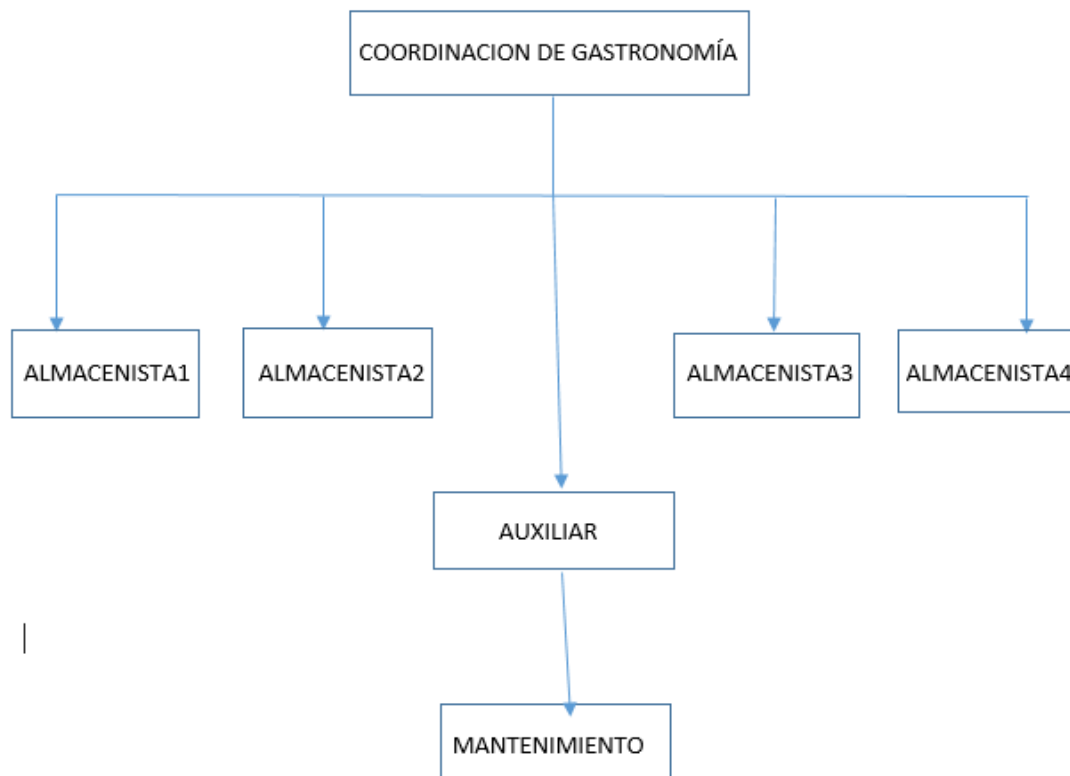 COORDINACION DE GASTRONOMÍA
ALMACENISTA1
ALMACENISTA2
ALMACENISTA3
ALMACENISTA4
AUXILIAR
MANTENIMIENTO